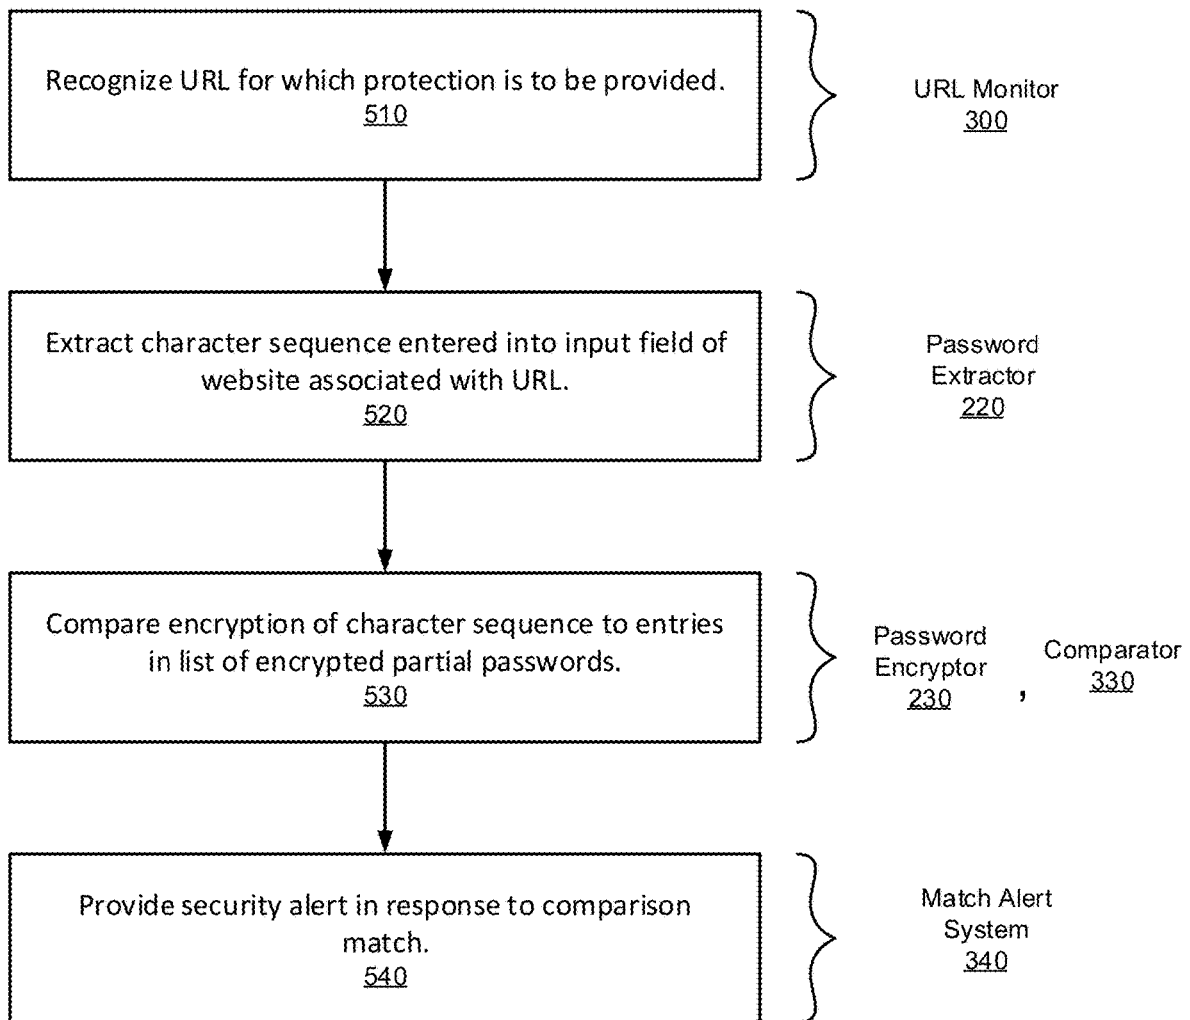 Recognize URL for which protection is to be provided.
510
URL Monitor
300
Extract character sequence entered into input field of
website associated with URL.
520
Password
Extractor
220
Compare encryption of character sequence to entries
in list of encrypted partial passwords.
530
Password
Encryptor
230
,
Comparator
330
Provide security alert in response to comparison
match.
540
Match Alert
System
340